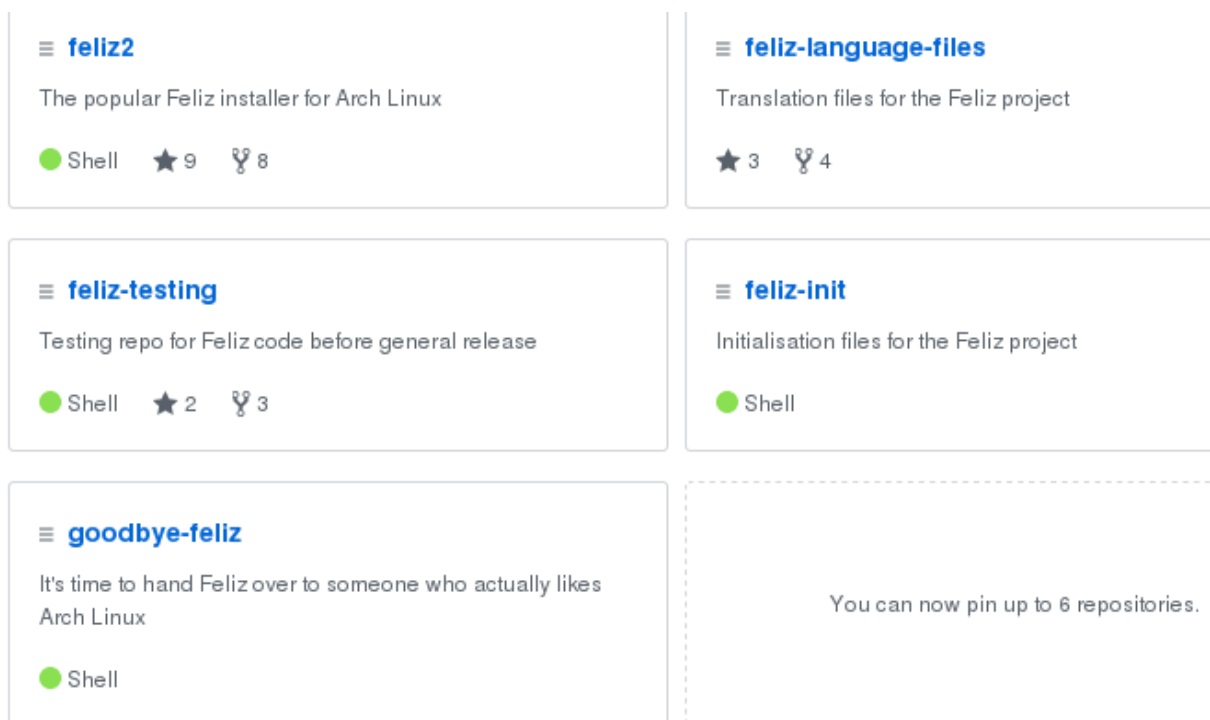 feliz2
The popular Feliz installer for Arch Linux
Shell 9 8
feliz-language-files
Translation files for the Feliz project
3 4
feliz-testing
Testing repo for Feliz code before general release
Shell 2 3
feliz-init
Initialisation files for the Feliz project
Shell
goodbye-feliz
It's time to hand Feliz over to someone who actually likes
Arch Linux
Shell
You can now pin up to 6 repositories.